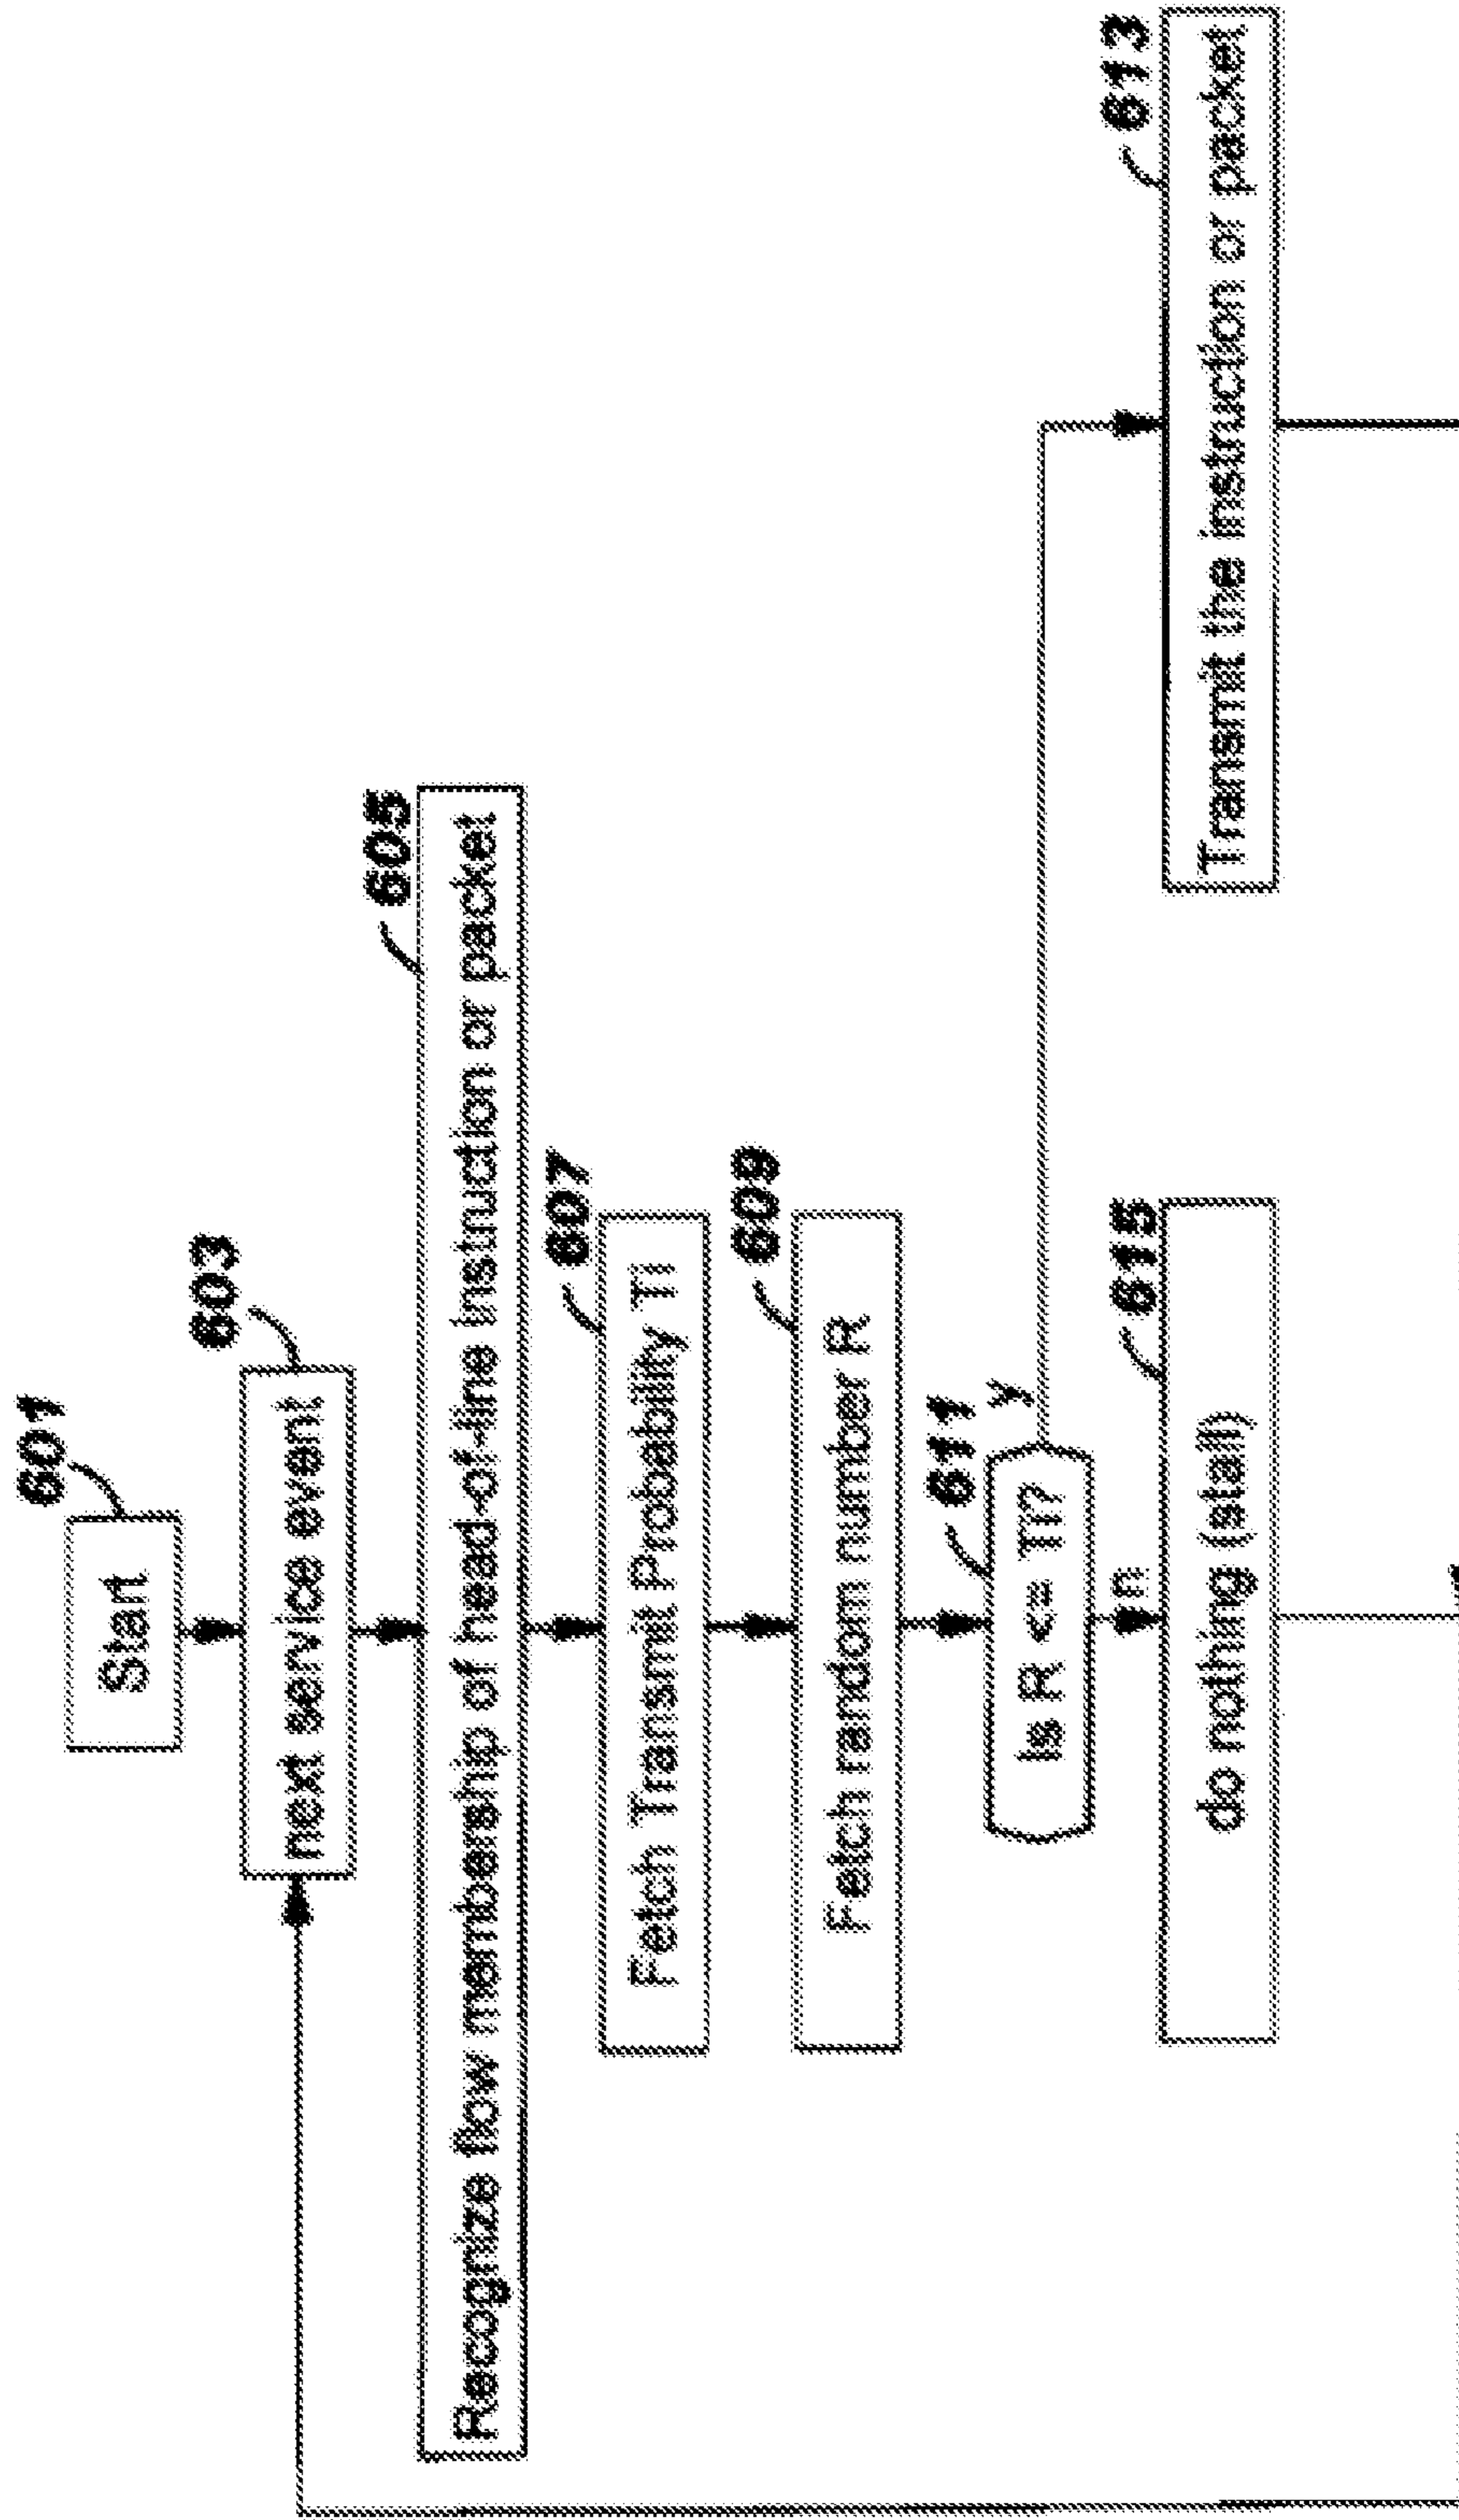 601
Start
603
next service event
605
Recognize flow membership of head-of-line instruction or packet
607
Fetch Transmit Probability Ti
609
Fetch random number R
611
Is R <= Ti?
y
n
615
do nothing (stall)
613
Transmit the instruction or packet